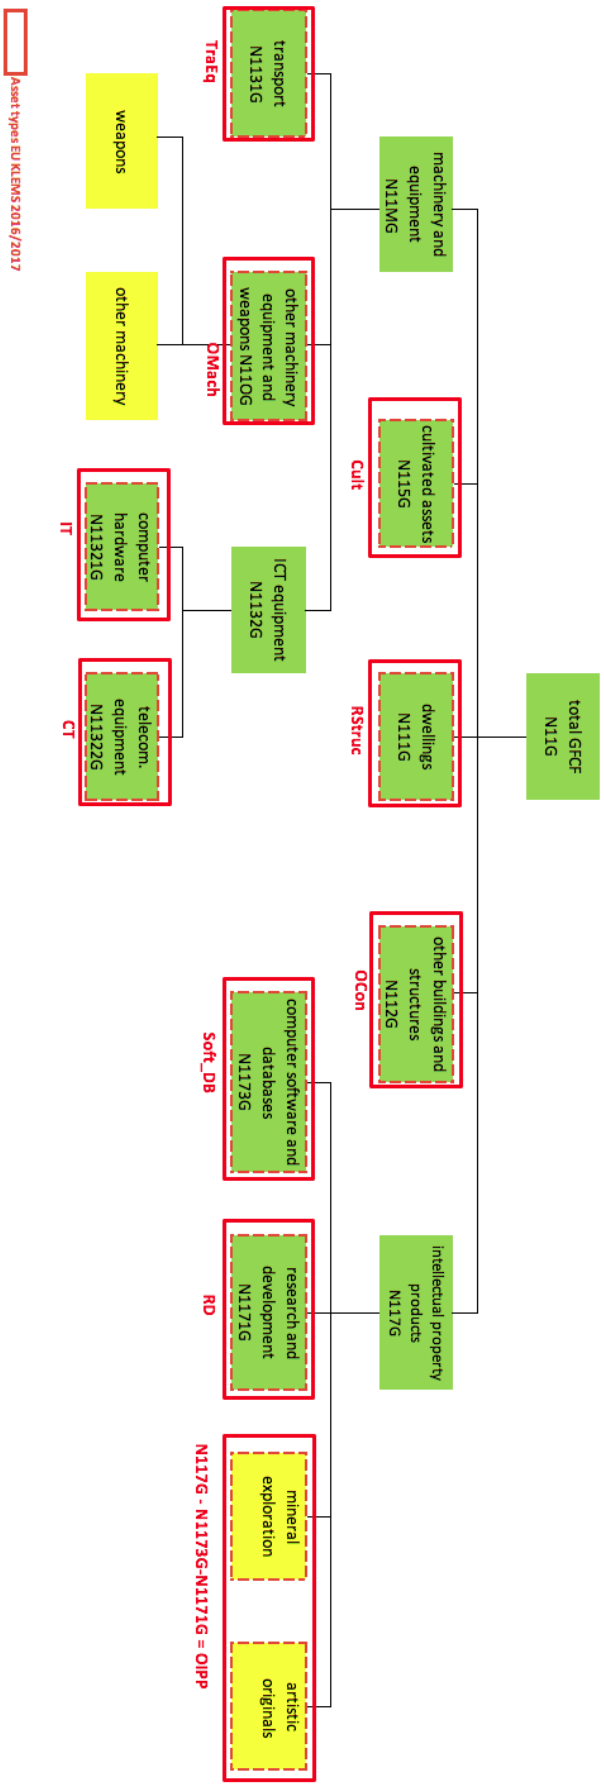 total GFCF
N11G
machinery and
equipment
N11MG
cultivated assets
N115G
Cult
dwellings
N111G
RStruc
other buildings and
structures
N112G
OCon
intellectual property
products
N117G
transport
N1131G
TraEq
other machinery
equipment and
weapons N11OG
OMach
ICT equipment
N1132G
computer software and
databases
N1173G
Soft_DB
research and
development
N1171G
RD
mineral
exploration
artistic
originals
N117G - N1173G-N1171G = OIPP
weapons
other machinery
computer
hardware
N11321G
IT
telecom.
equipment
N11322G
CT
Asset types EU KLEMS 2016/2017